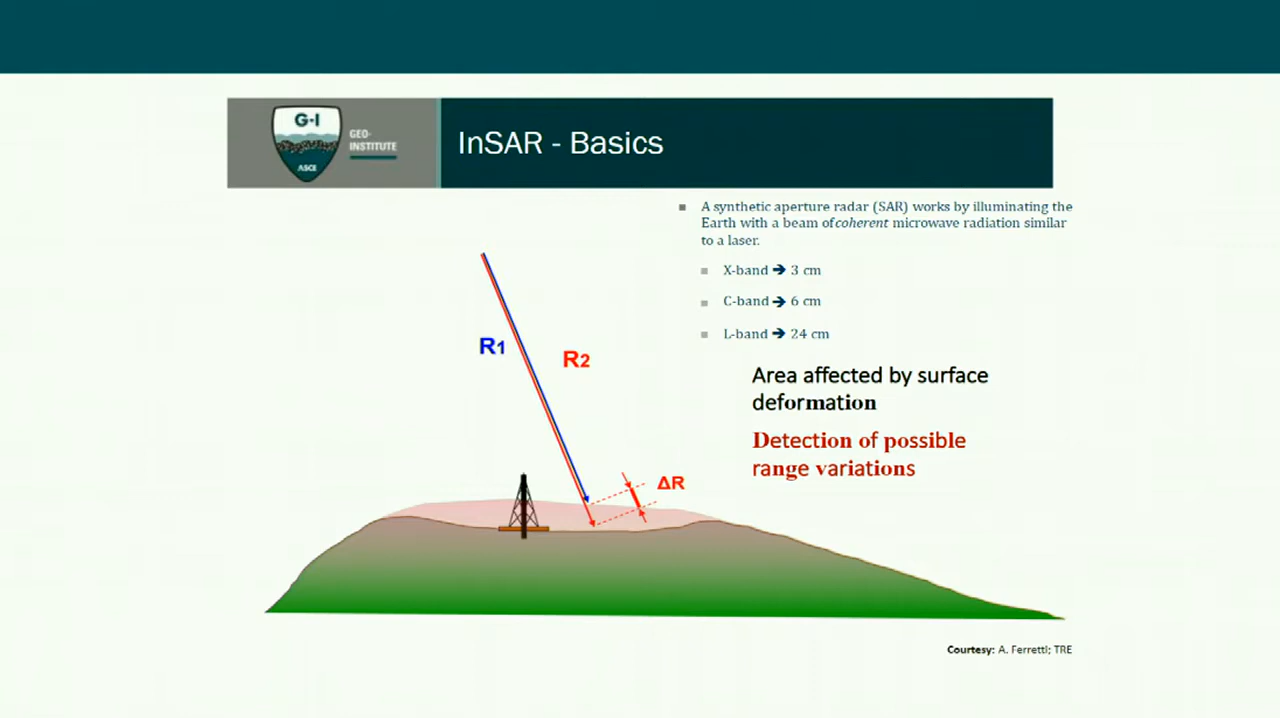 G-I
GEO-
INSTITUTE
ASCE
InSAR - Basics
A synthetic aperture radar (SAR) works by illuminating the
Earth with a beam of coherent microwave radiation similar
to a laser.
X-band ➔ 3 cm
C-band ➔ 6 cm
L-band ➔ 24 cm
R1
R2
Area affected by surface
deformation
Detection of possible
range variations
ΔR
Courtesy: A. Ferretti; TRE